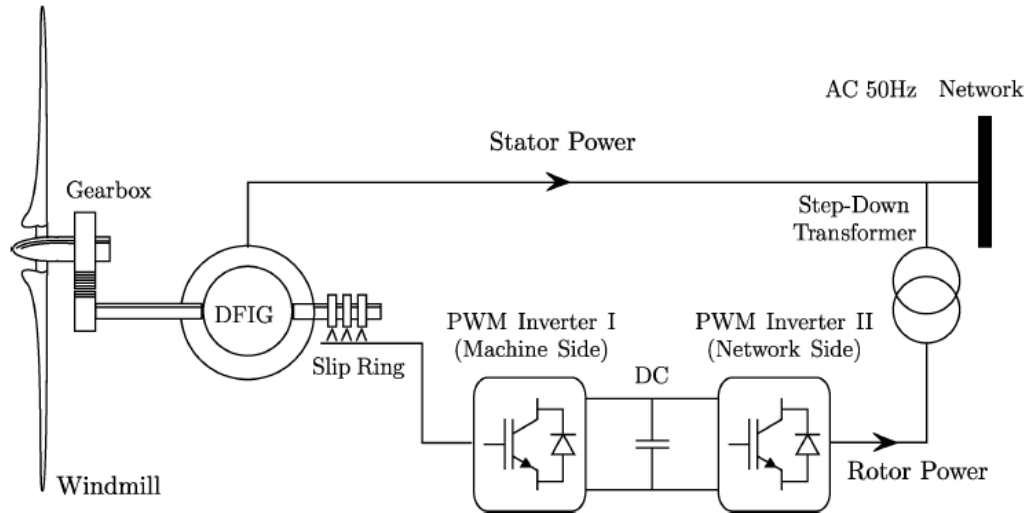 AC 50Hz Network
Stator Power
Gearbox
Step-Down
Transformer
DFIG
PWM Inverter I
(Machine Side)
PWM Inverter II
(Network Side)
Slip Ring
DC
Rotor Power
Windmill